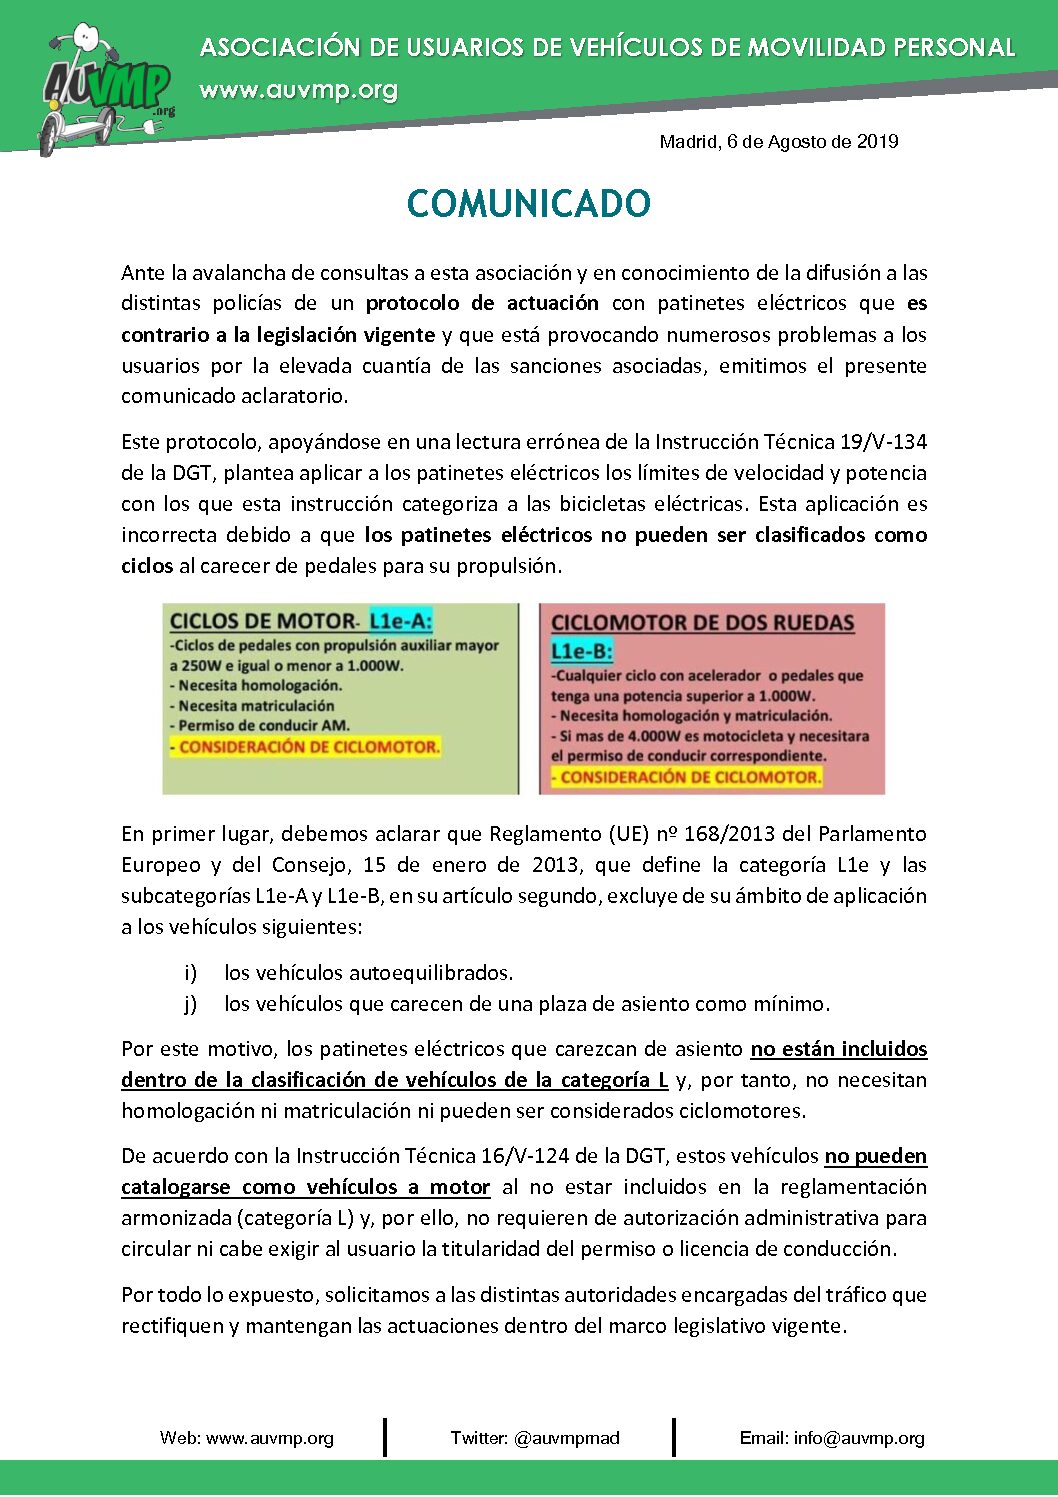 ASOCIACIÓN DE USUARIOS DE VEHÍCULOS DE MOVILIDAD PERSONAL
www.auvmp.org
AUVMP
.org
Madrid, 6 de Agosto de 2019
COMUNICADO
Ante la avalancha de consultas a esta asociación y en conocimiento de la difusión a las
distintas policías de un protocolo de actuación con patinetes eléctricos que es
contrario a la legislación vigente y que está provocando numerosos problemas a los
usuarios por la elevada cuantía de las sanciones asociadas, emitimos el presente
comunicado aclaratorio.
Este protocolo, apoyándose en una lectura errónea de la Instrucción Técnica 19/V-134
de la DGT, plantea aplicar a los patinetes eléctricos los límites de velocidad y potencia
con los que esta instrucción categoriza a las bicicletas eléctricas. Esta aplicación es
incorrecta debido a que los patinetes eléctricos no pueden ser clasificados como
ciclos al carecer de pedales para su propulsión.
CICLOS DE MOTOR- L1e-A:
-Ciclos de pedales con propulsión auxiliar mayor
a 250W e igual o menor a 1.000W.
- Necesita homologación.
- Necesita matriculación
- Permiso de conducir AM.
- CONSIDERACIÓN DE CICLOMOTOR.
CICLOMOTOR DE DOS RUEDAS
L1e-B:
-Cualquier ciclo con acelerador o pedales que
tenga una potencia superior a 1.000W.
- Necesita homologación y matriculación.
- Si mas de 4.000W es motocicleta y necesitara
el permiso de conducir correspondiente.
- CONSIDERACIÓN DE CICLOMOTOR.
En primer lugar, debemos aclarar que Reglamento (UE) nº 168/2013 del Parlamento
Europeo y del Consejo, 15 de enero de 2013, que define la categoría L1e y las
subcategorías L1e-A y L1e-B, en su artículo segundo, excluye de su ámbito de aplicación
a los vehículos siguientes:
i) los vehículos autoequilibrados.
j) los vehículos que carecen de una plaza de asiento como mínimo.
Por este motivo, los patinetes eléctricos que carezcan de asiento no están incluidos
dentro de la clasificación de vehículos de la categoría L y, por tanto, no necesitan
homologación ni matriculación ni pueden ser considerados ciclomotores.
De acuerdo con la Instrucción Técnica 16/V-124 de la DGT, estos vehículos no pueden
catalogarse como vehículos a motor al no estar incluidos en la reglamentación
armonizada (categoría L) y, por ello, no requieren de autorización administrativa para
circular ni cabe exigir al usuario la titularidad del permiso o licencia de conducción.
Por todo lo expuesto, solicitamos a las distintas autoridades encargadas del tráfico que
rectifiquen y mantengan las actuaciones dentro del marco legislativo vigente.
Web: www.auvmp.org
Twitter: @auvmpmad
Email: info@auvmp.org